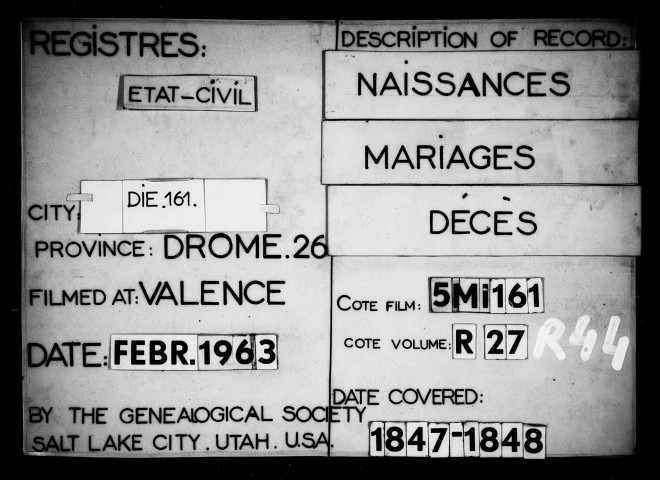 REGISTRES:
ETAT-CIVIL
CITY:
DIE.161.
PROVINCE: DROME.26
FILMED AT: VALENCE
DATE: FEBR.1963
BY THE GENEALOGICAL SOCIETY
SALT LAKE CITY. UTAH. U.S.A.
DESCRIPTION OF RECORD:
NAISSANCES
MARIAGES
DÉCÈS
COTE FILM: 5Mi161
COTE VOLUME: R 27 R44
DATE COVERED:
1847-1848